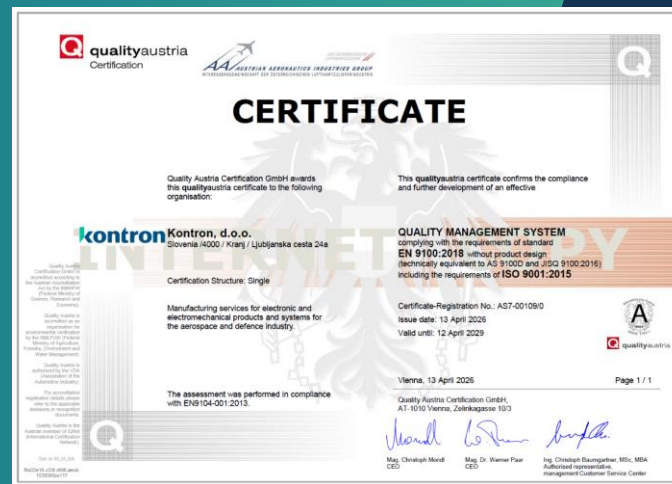 qualityaustria
Certification
AUSTRIAN AERONAUTICS INDUSTRIES GROUP
CERTIFICATE
Quality Austria Certification GmbH awards
this qualityaustria certificate to the following
organisation:
This qualityaustria certificate confirms the compliance
and further development of an effective
kontron
Kontron, d.o.o.
Slovenia /4000 / Kranj / Ljubljanska cesta 24a
QUALITY MANAGEMENT SYSTEM
complying with the requirements of standard
EN 9100:2018 without product design
(technically equivalent to AS 9100D and JISQ 9100:2016)
including the requirements of ISO 9001:2015
INTERNET COPY
Certification Structure: Single
Manufacturing services for electronic and
electromechanical products and systems for
the aerospace and defence industry.
Certificate-Registration No.: AS7-00109/0
Issue date: 13 April 2026
Valid until: 12 April 2029
qualityaustria
Vienna, 13 April 2026
Page 1 / 1
The assessment was performed in compliance
with EN9104-001:2013.
Quality Austria Certification GmbH,
AT-1010 Vienna, Zelinkagasse 10/3
Mag. Christoph Mondl
CEO
Mag. Dr. Werner Paar
CEO
Ing. Christoph Baumgartner, MSc, MBA
Authorised representative,
management Customer Service Center